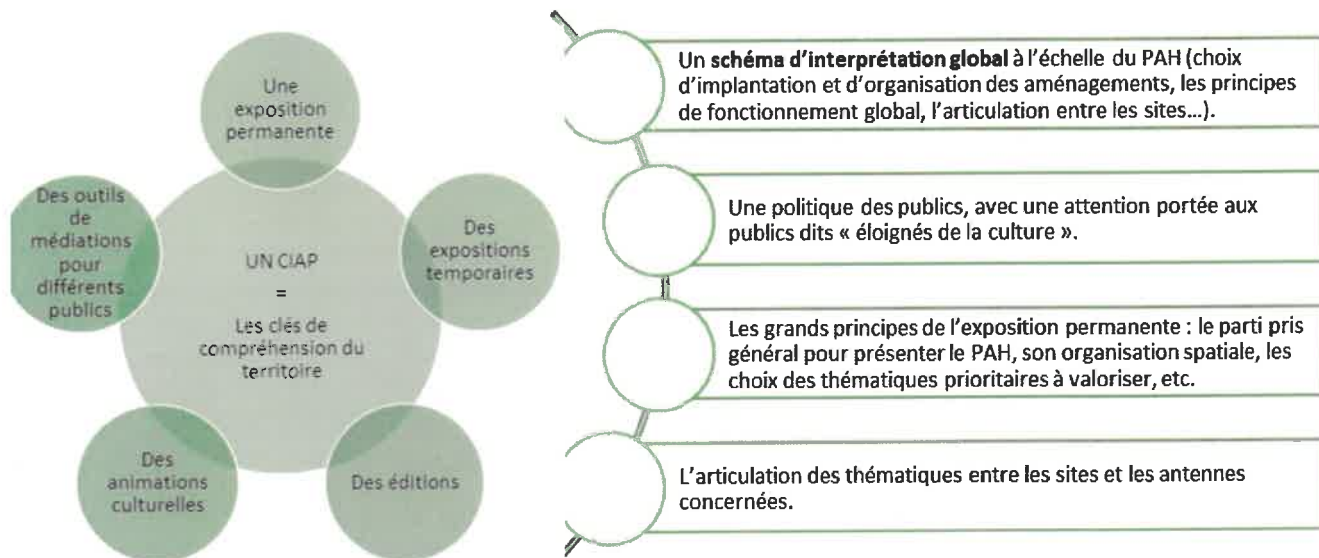 Une
exposition
permanente
Des outils
de
médiations
pour
différents
publics
UN CIAP
=
Les clés de
compréhension du
territoire
Des
expositions
temporaires
Des
animations
culturelles
Des éditions
Un schéma d'interprétation global à l'échelle du PAH (choix
d'implantation et d'organisation des aménagements, les principes
de fonctionnement global, l'articulation entre les sites...).
Une politique des publics, avec une attention portée aux
publics dits « éloignés de la culture ».
Les grands principes de l'exposition permanente : le parti pris
général pour présenter le PAH, son organisation spatiale, les
choix des thématiques prioritaires à valoriser, etc.
L'articulation des thématiques entre les sites et les antennes
concernées.